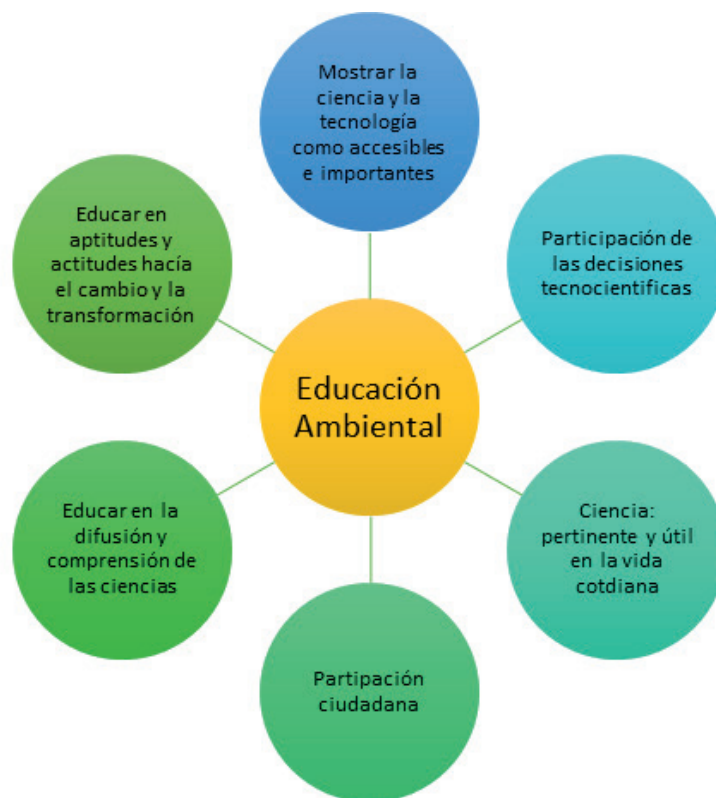 Mostrar la
ciencia y la
tecnología
como accesibles
e importantes
Participación de
las decisiones
tecnocientificas
Ciencia:
pertinente y útil
en la vida
cotdiana
Partipación
ciudadana
Educar en la
difusión y
comprensión de
las ciencias
Educar en
aptitudes y
actitudes hacía
el cambio y la
transformación
Educación
Ambiental